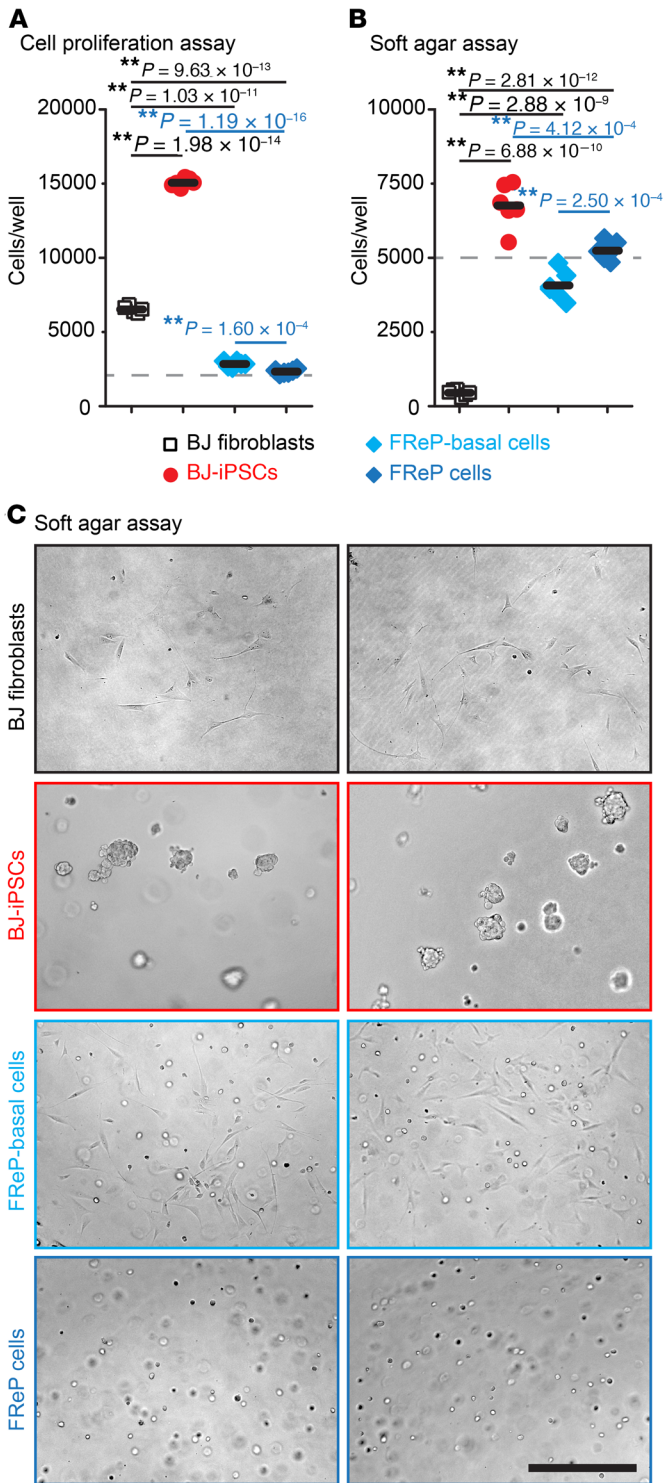 A
Cell proliferation assay
**P = 9.63 × 10–13
**P = 1.03 × 10–11
**P = 1.19 × 10–16
**P = 1.98 × 10–14
**P = 1.60 × 10–4
Cells/well
20000
15000
10000
5000
0
B
Soft agar assay
**P = 2.81 × 10–12
**P = 2.88 × 10–9
**P = 4.12 × 10–4
**P = 6.88 × 10–10
**P = 2.50 × 10–4
Cells/well
10000
7500
5000
2500
0
BJ fibroblasts
BJ-iPSCs
FReP-basal cells
FReP cells
C
Soft agar assay
BJ fibroblasts
BJ-iPSCs
FReP-basal cells
FReP cells